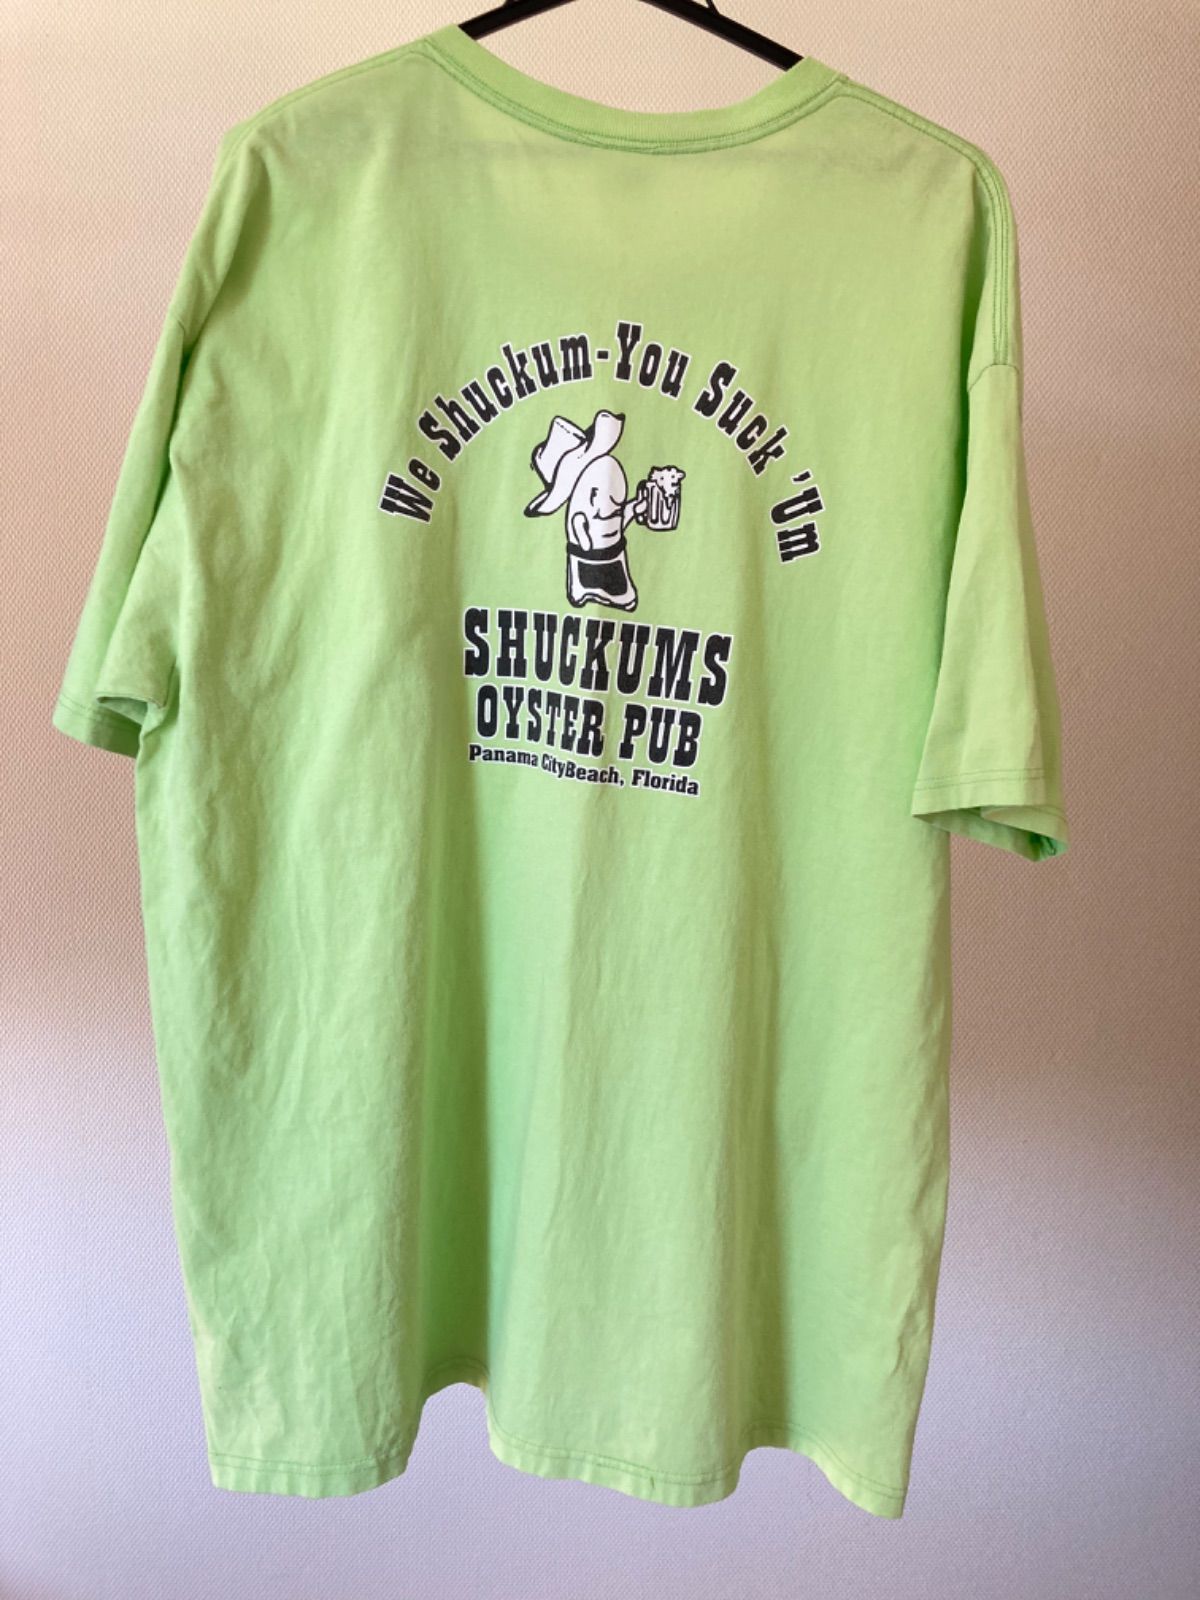 We Shuckum-You Suck 'Um
SHUCKUMS
OYSTER PUB
Panama CityBeach, Florida